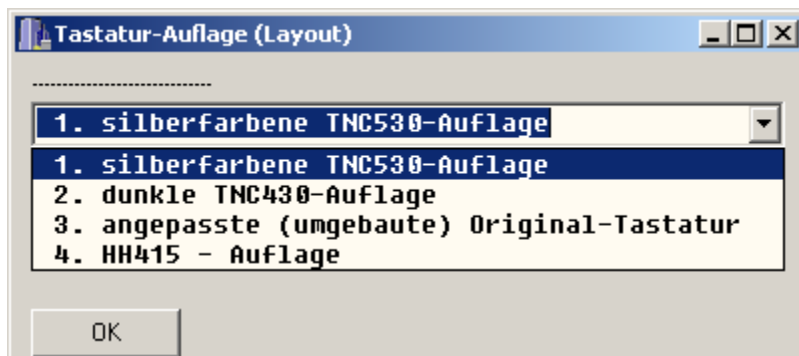 Tastatur-Auflage (Layout)
------------------------------
1. silberfarbene TNC530-Auflage
1. silberfarbene TNC530-Auflage
2. dunkle TNC430-Auflage
3. angepasste (umgebaute) Original-Tastatur
4. HH415 - Auflage
OK